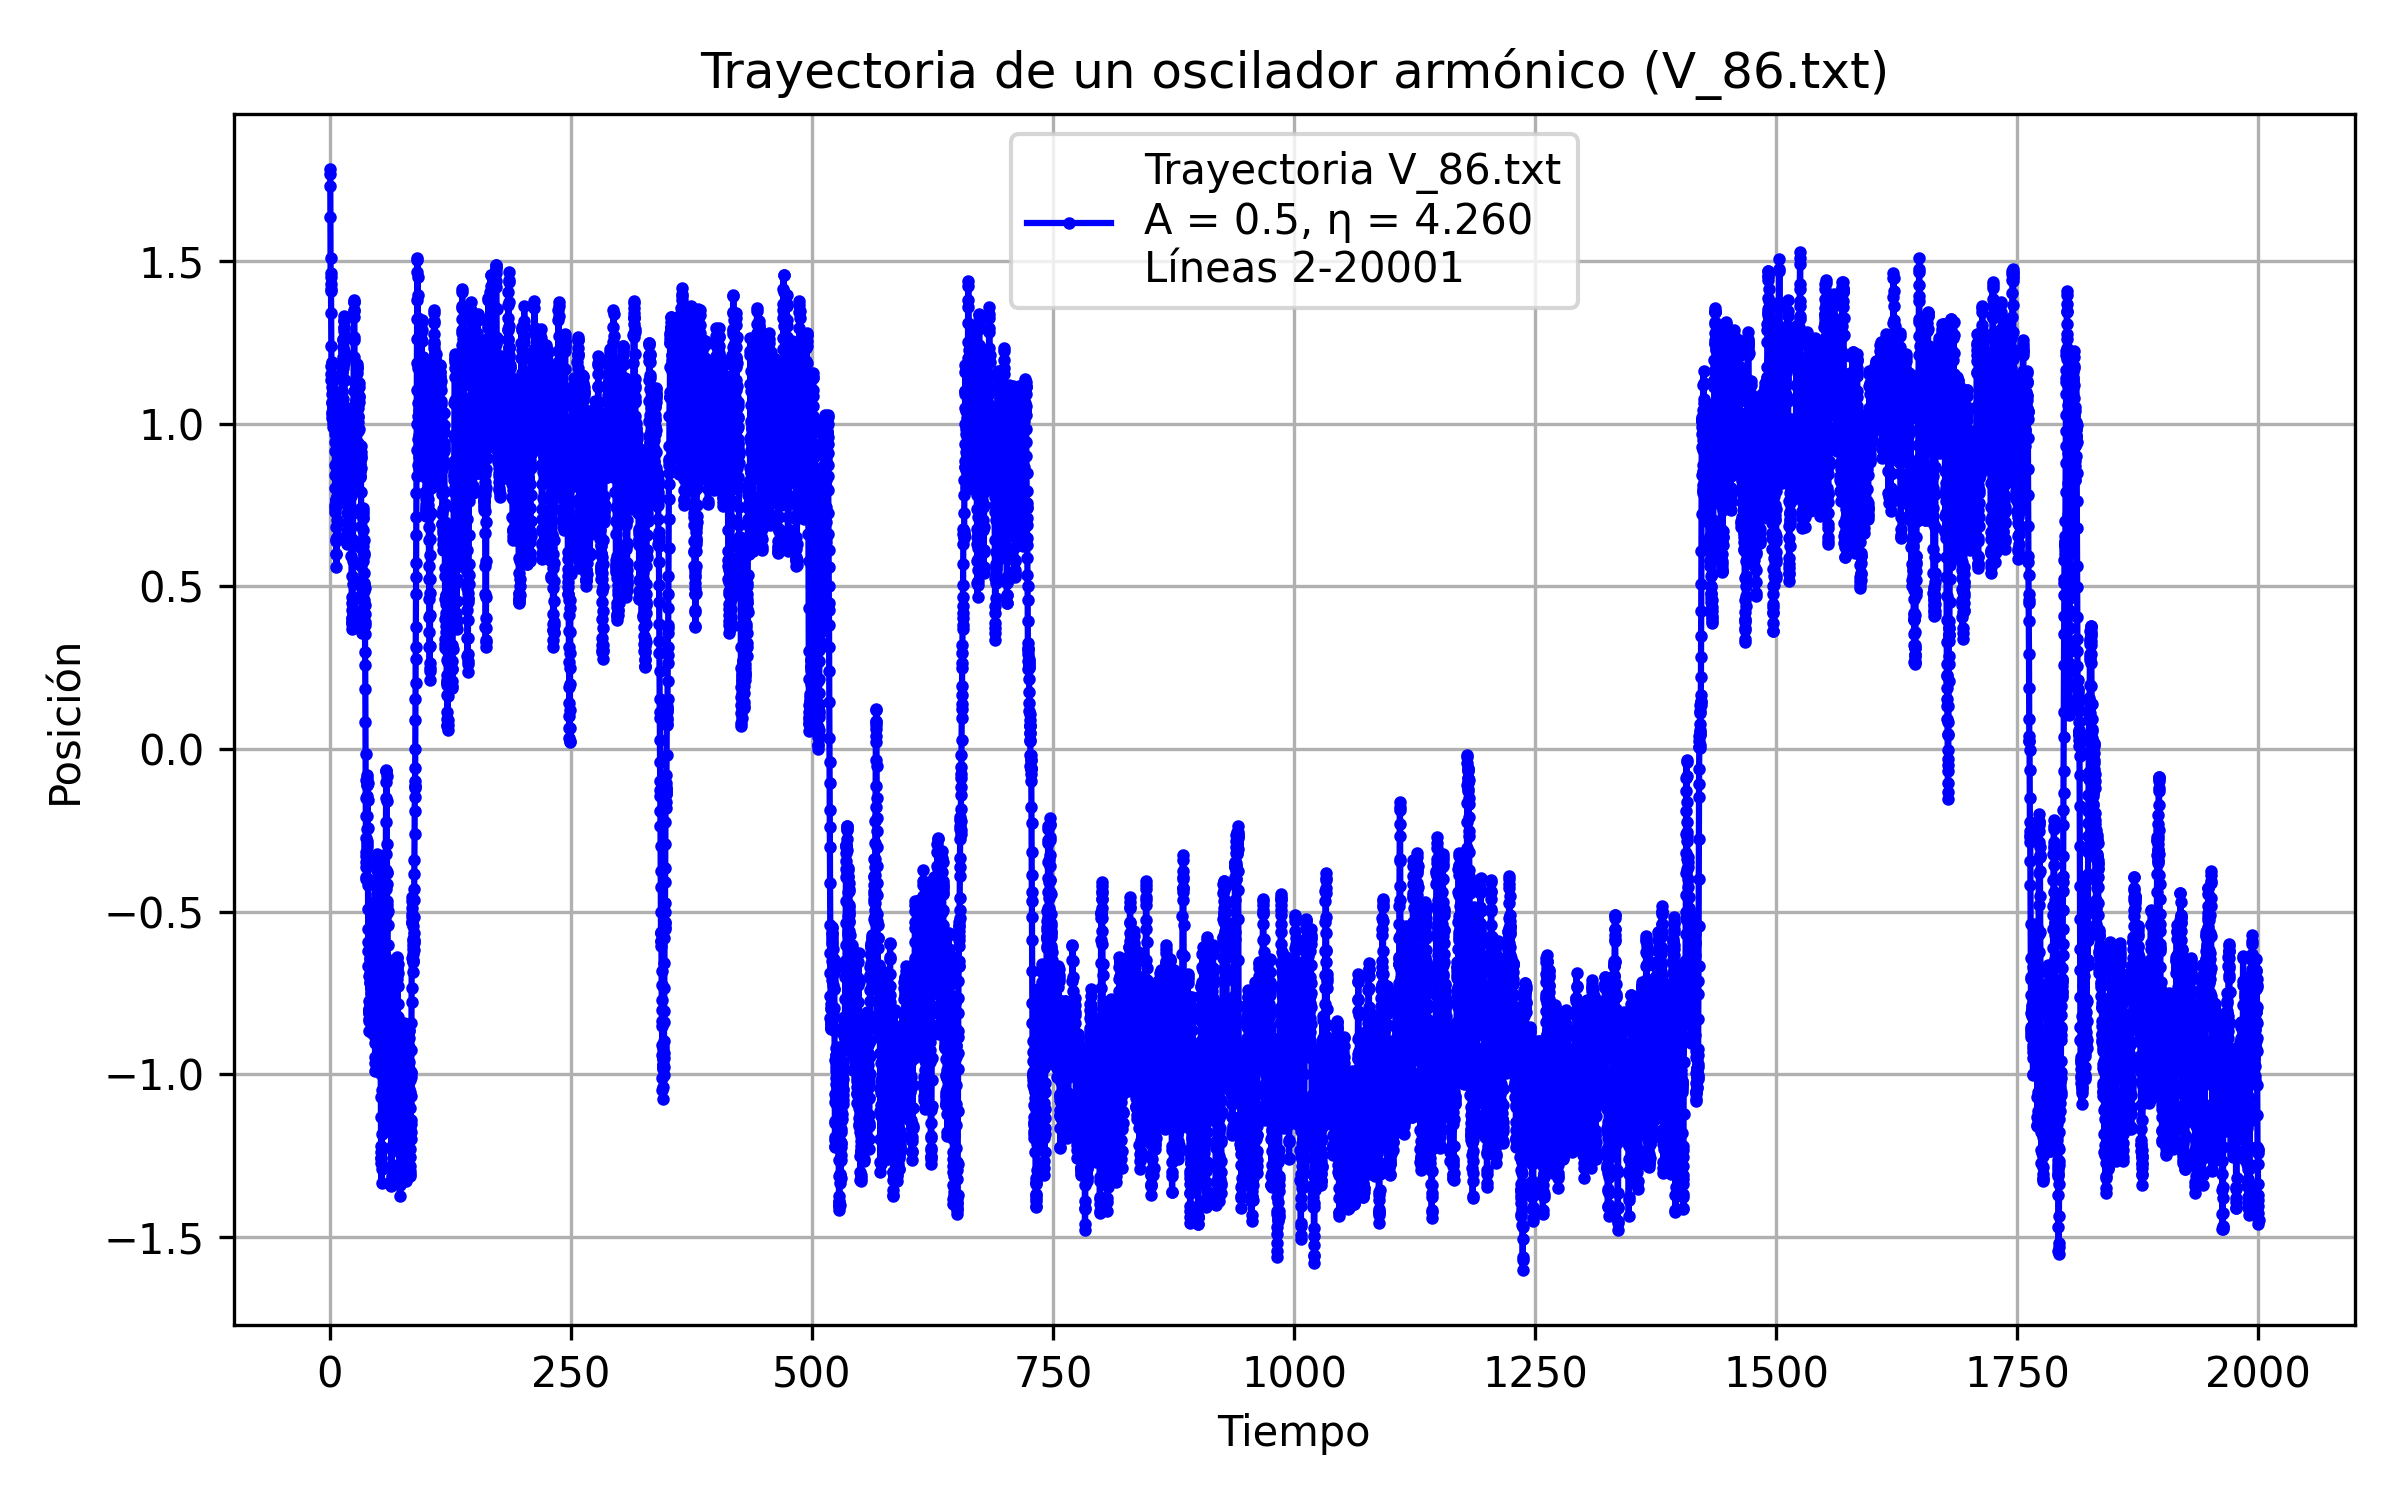 Trayectoria de un oscilador armónico (V_86.txt)
Trayectoria V_86.txt
A = 0.5, η = 4.260
Líneas 2-20001
1.5
1.0
0.5
0.0
−0.5
−1.0
−1.5
Posición
0 250 500 750 1000 1250 1500 1750 2000
Tiempo